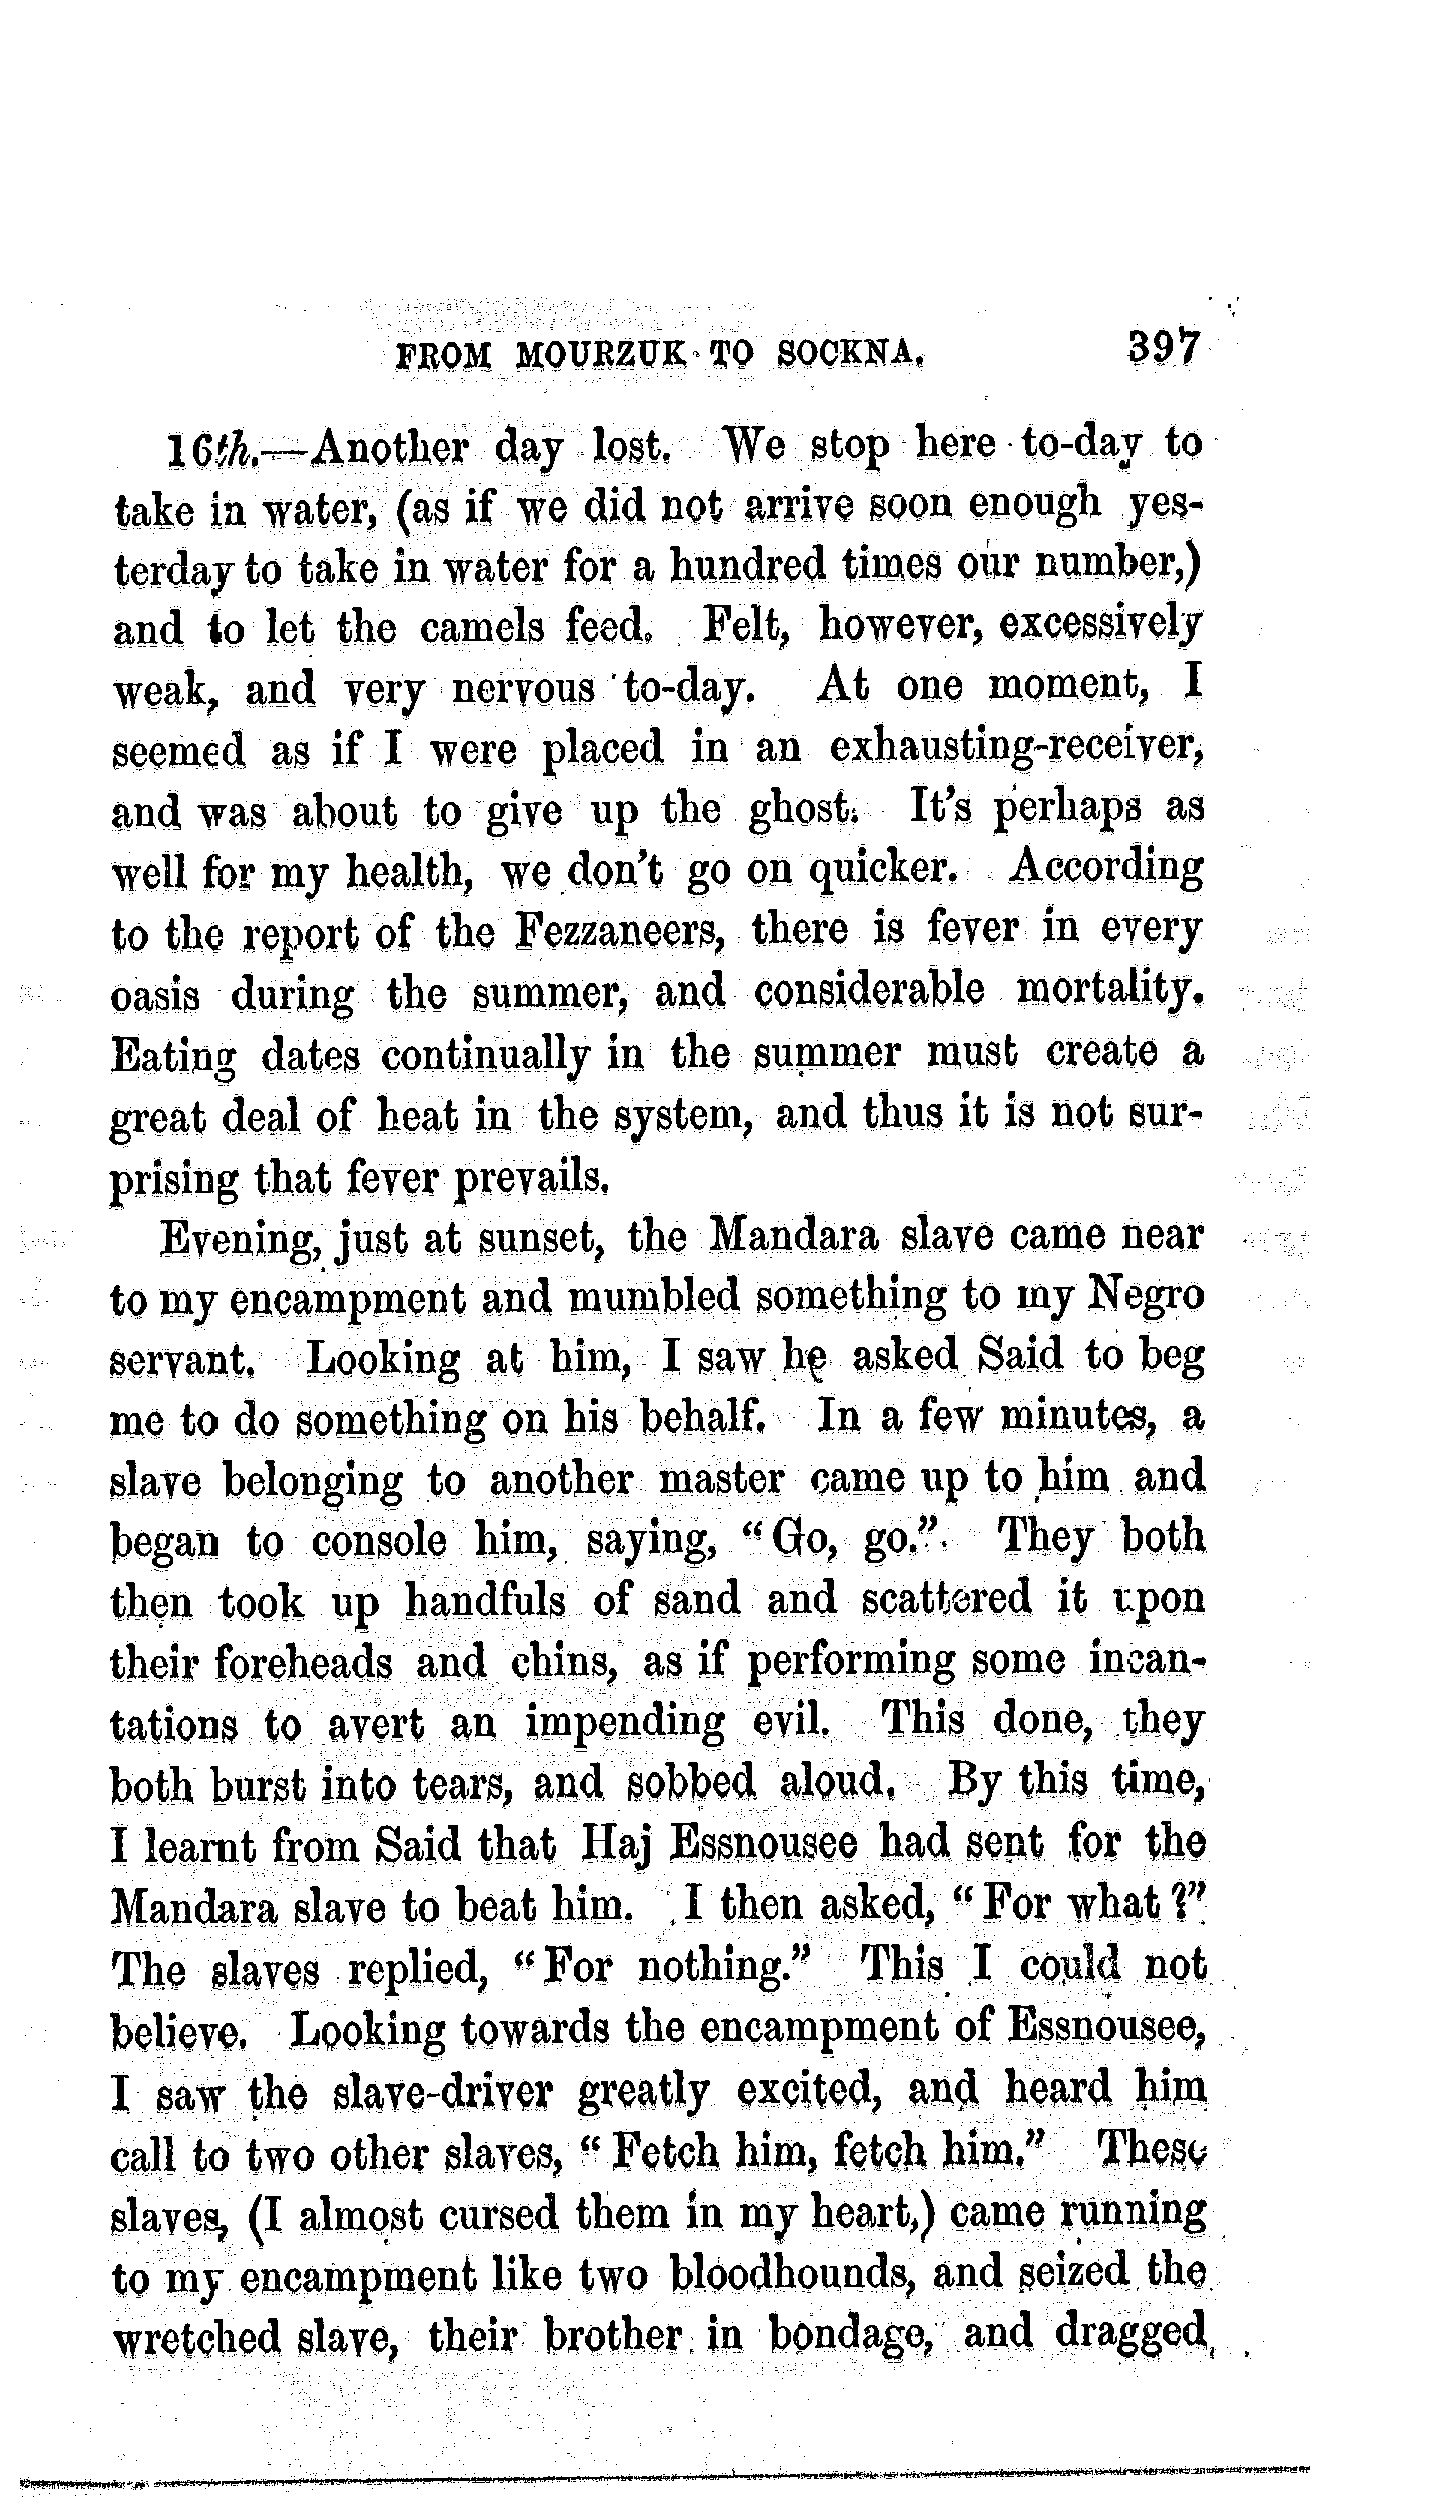 FROM MOURZUK TO SOCKNA. 397
16th.—Another day lost. We stop here to-day to
take in water, (as if we did not arrive soon enough yes-
terday to take in water for a hundred times our number,)
and to let the camels feed. Felt, however, excessively
weak, and very nervous to-day. At one moment, I
seemed as if I were placed in an exhausting-receiver,
and was about to give up the ghost. It's perhaps as
well for my health, we don't go on quicker. According
to the report of the Fezzaneers, there is fever in every
oasis during the summer, and considerable mortality.
Eating dates continually in the summer must create a
great deal of heat in the system, and thus it is not sur-
prising that fever prevails.
Evening, just at sunset, the Mandara slave came near
to my encampment and mumbled something to my Negro
servant. Looking at him, I saw he asked Said to beg
me to do something on his behalf. In a few minutes, a
slave belonging to another master came up to him and
began to console him, saying, "Go, go." They both
then took up handfuls of sand and scattered it upon
their foreheads and chins, as if performing some incan-
tations to avert an impending evil. This done, they
both burst into tears, and sobbed aloud. By this time,
I learnt from Said that Haj Essnousee had sent for the
Mandara slave to beat him. I then asked, "For what?"
The slaves replied, "For nothing." This I could not
believe. Looking towards the encampment of Essnousee,
I saw the slave-driver greatly excited, and heard him
call to two other slaves, "Fetch him, fetch him." These
slaves, (I almost cursed them in my heart,) came running
to my encampment like two bloodhounds, and seized the
wretched slave, their brother in bondage, and dragged